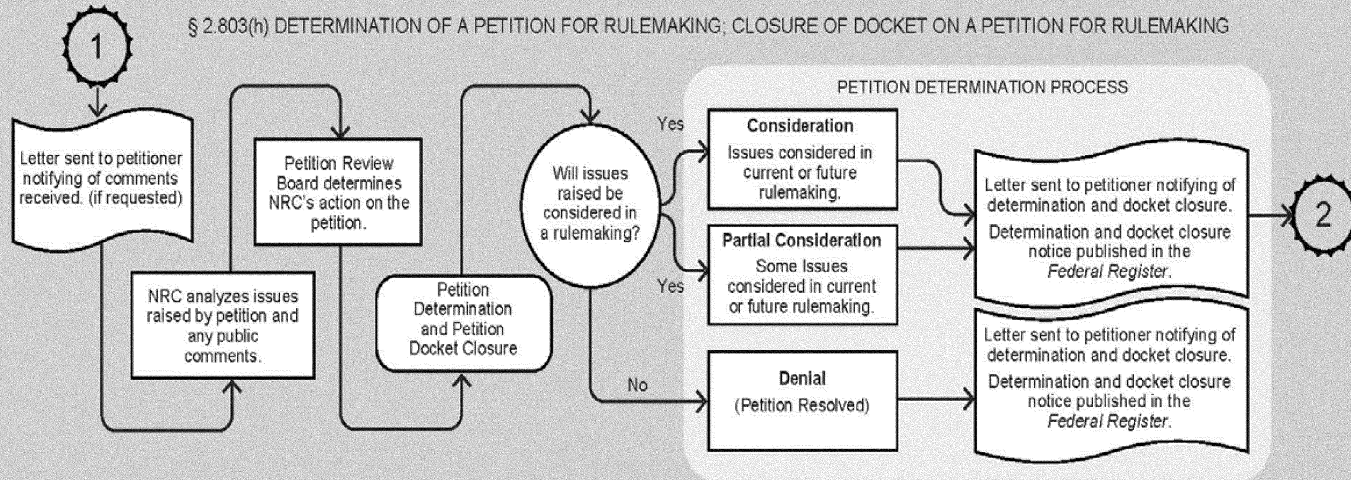 § 2.803(h) DETERMINATION OF A PETITION FOR RULEMAKING; CLOSURE OF DOCKET ON A PETITION FOR RULEMAKING
1
Letter sent to petitioner
notifying of comments
received. (if requested)
NRC analyzes issues
raised by petition and
any public
comments.
Petition Review
Board determines
NRC's action on the
petition.
Petition
Determination
and Petition
Docket Closure
Will issues
raised be
considered in
a rulemaking?
Yes
Yes
No
PETITION DETERMINATION PROCESS
Consideration
Issues considered in
current or future
rulemaking.
Partial Consideration
Some Issues
considered in current
or future rulemaking.
Denial
(Petition Resolved)
Letter sent to petitioner notifying of
determination and docket closure.
Determination and docket closure
notice published in the
Federal Register.
Letter sent to petitioner notifying of
determination and docket closure.
Determination and docket closure
notice published in the
Federal Register.
2